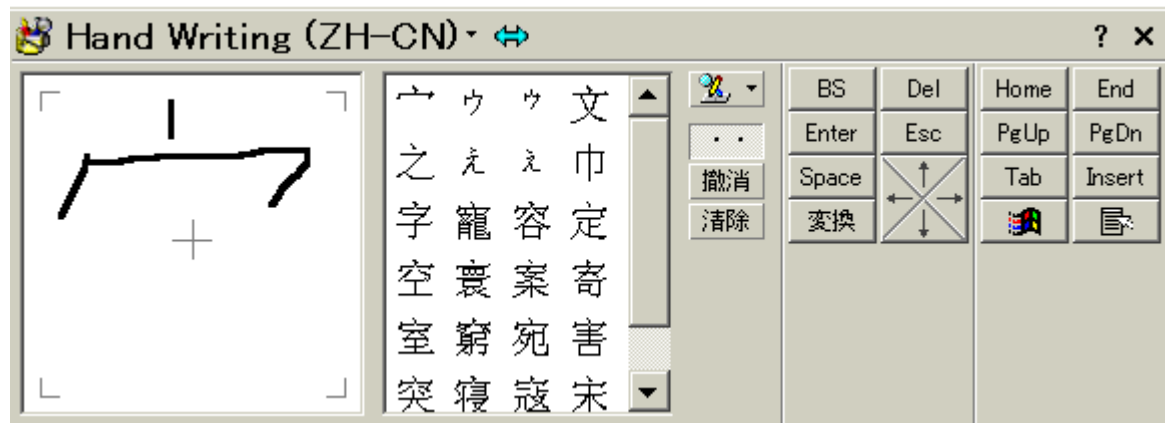 Hand Writing (ZH-CN) ? ×
宀 ゥ ゥ 文
之 ぇ ぇ 巾
字 寵 容 定
空 寰 案 寄
室 窮 宛 害
突 寝 寇 宋
・・
撤消
清除
BS Del Home End
Enter Esc PgUp PgDn
Space Tab Insert
変換